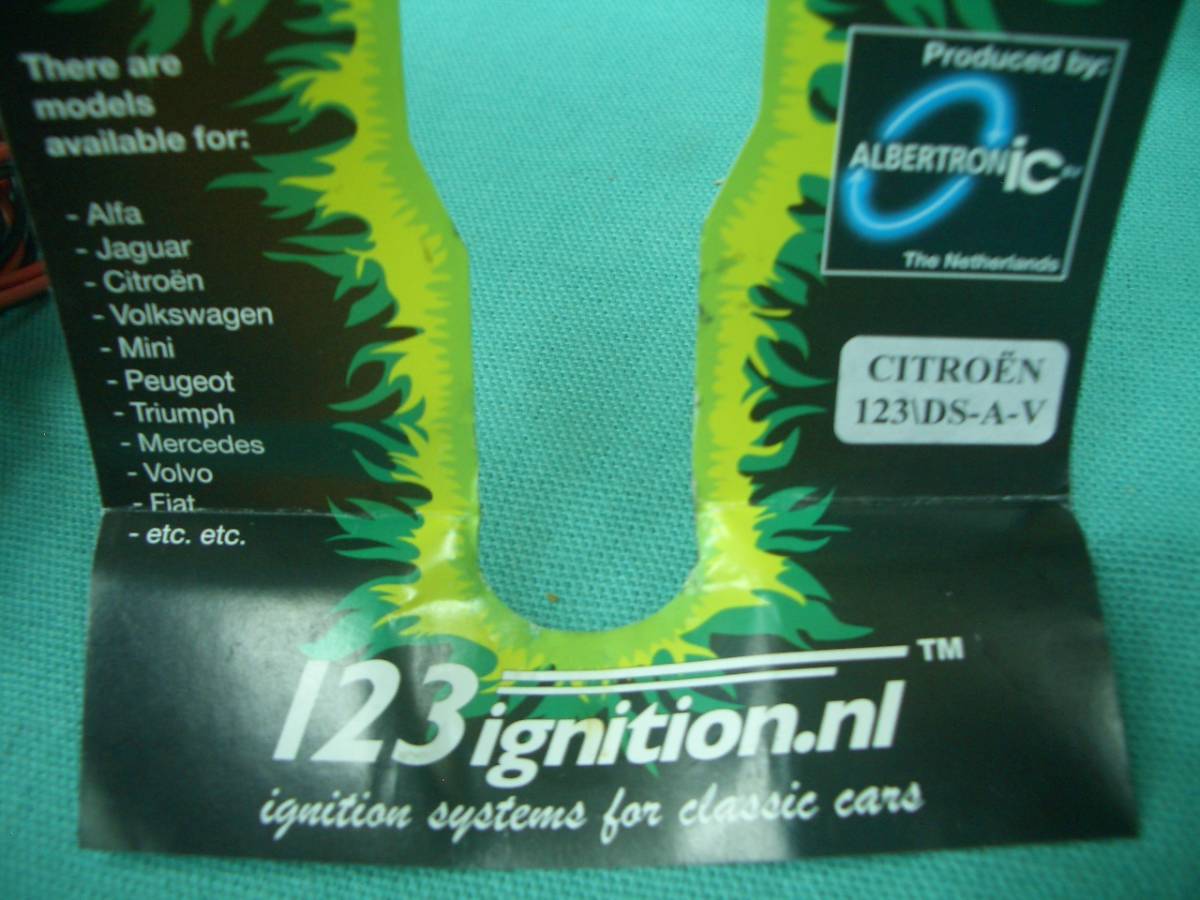 There are
models
available for:
- Alfa
- Jaguar
- Citroën
- Volkswagen
- Mini
- Peugeot
- Triumph
- Mercedes
- Volvo
- Fiat
- etc. etc.
Produced by:
ALBERTRONIC BV
The Netherlands
CITROËN
123\DS-A-V
123ignition.nl TM
ignition systems for classic cars